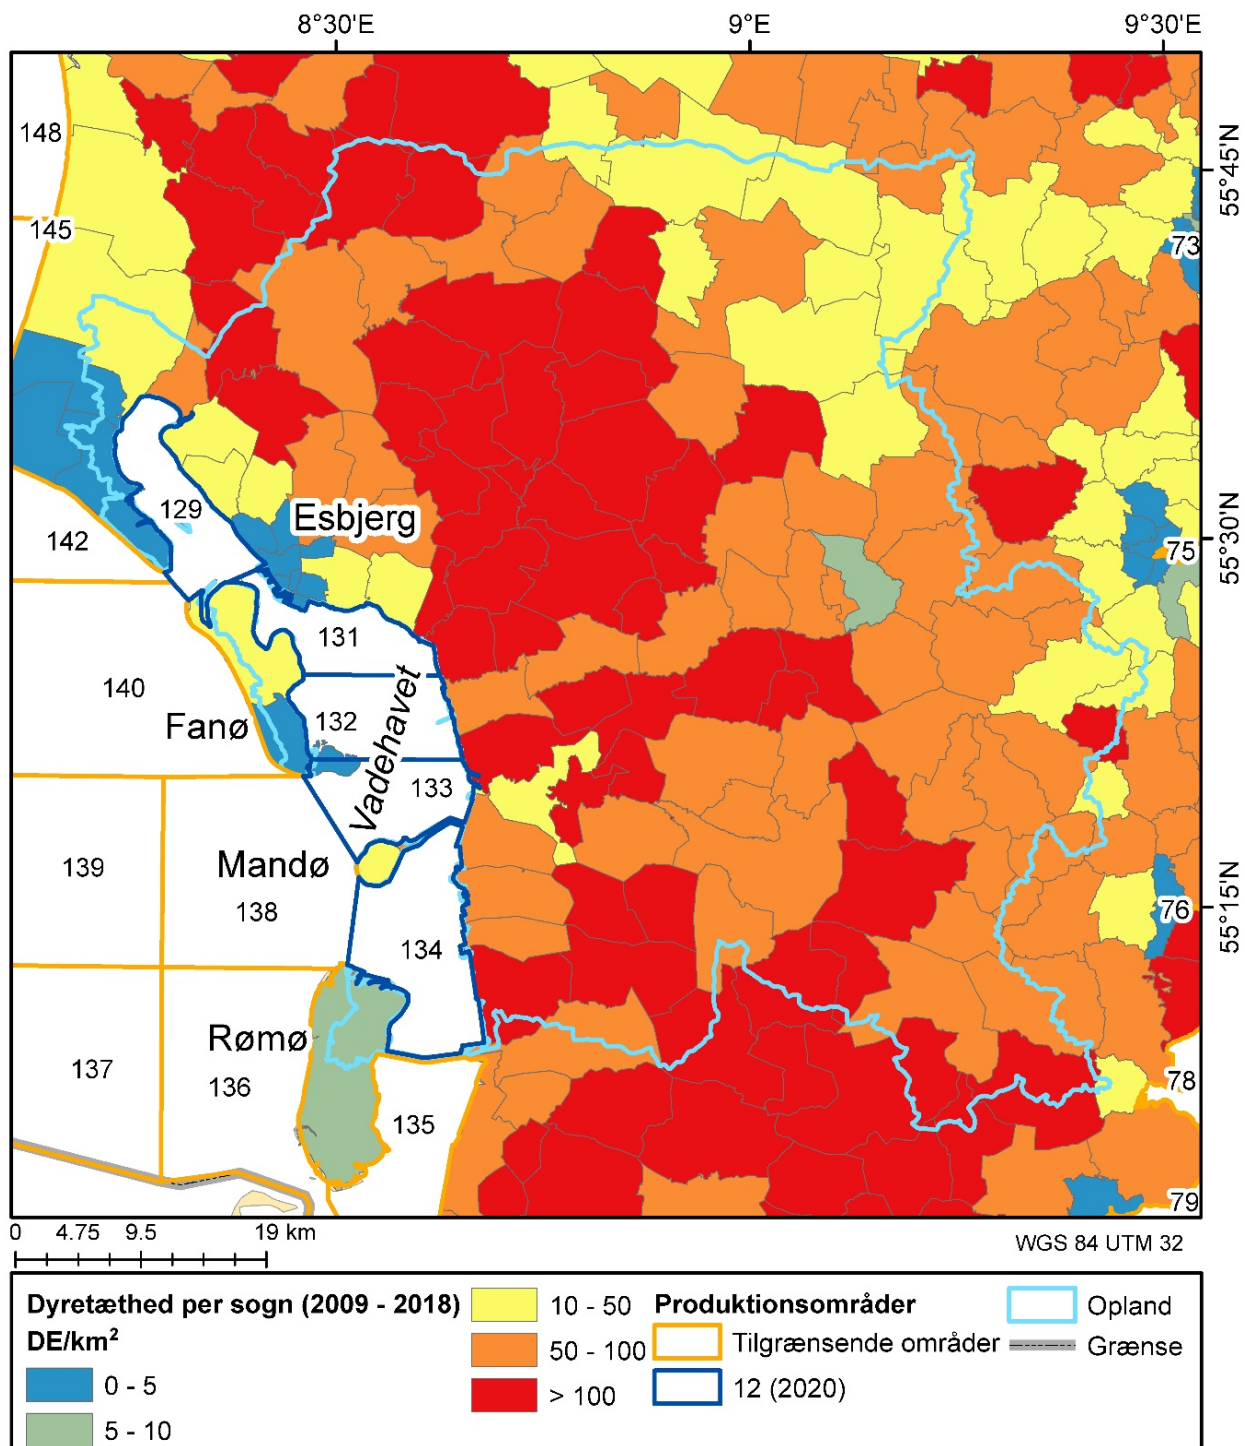 8°30'E 9°E 9°30'E
148
55°45'N
145
73
Esbjerg
129
55°30'N
142
75
131
140
132
Fanø
Vadehavet
133
139
Mandø
138
76
55°15'N
134
Rømø
137
136
78
135
79
0 4.75 9.5 19 km
WGS 84 UTM 32
Dyretæthed per sogn (2009 - 2018)
DE/km²
0 - 5
5 - 10
10 - 50
50 - 100
> 100
Produktionsområder
Tilgrænsende områder
12 (2020)
Opland
Grænse